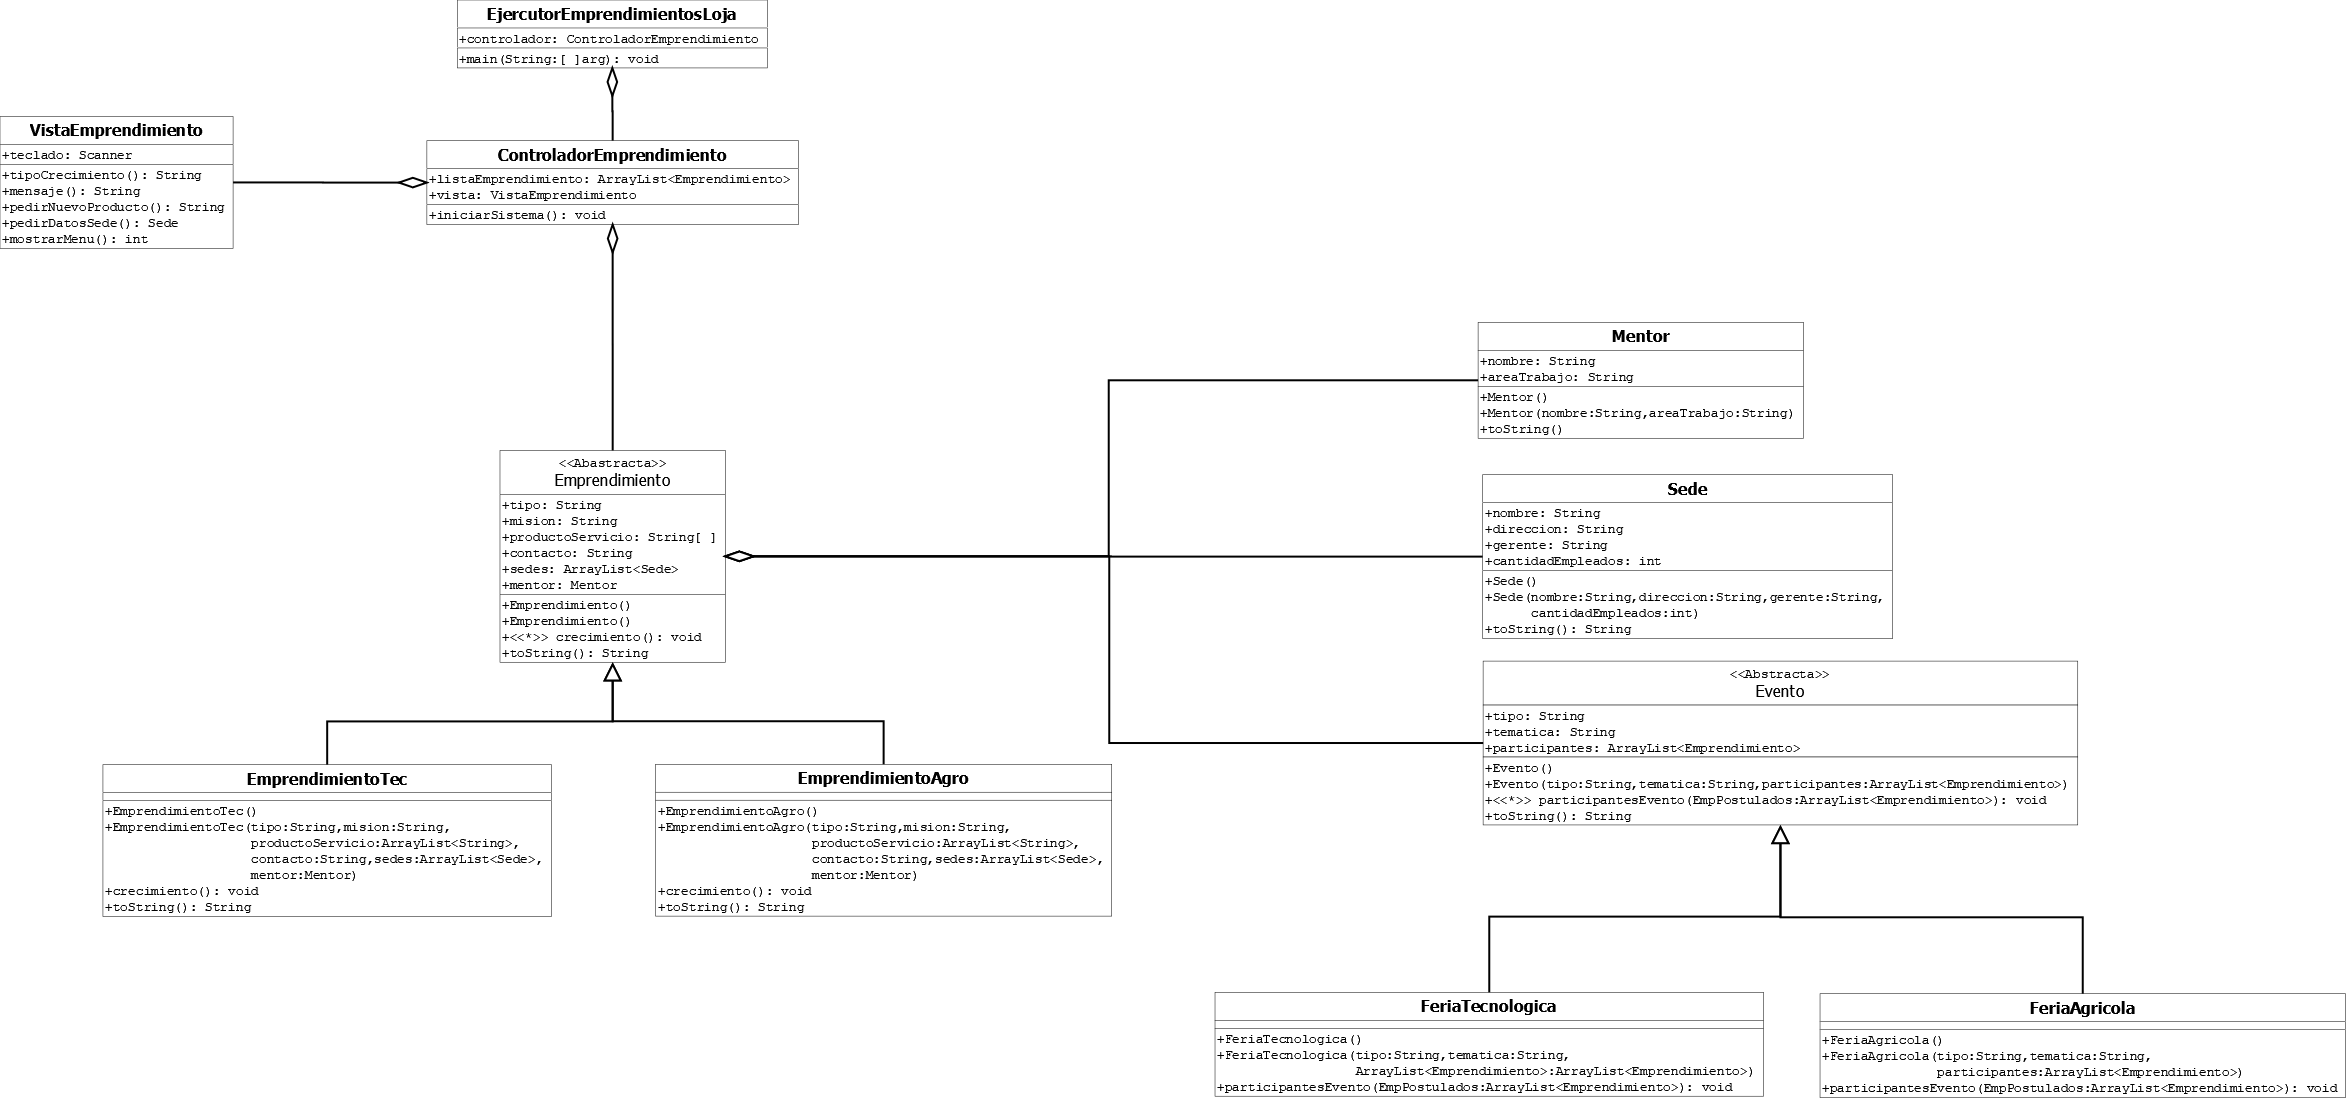 EjercutorEmprendimientosLoja
+controlador: ControladorEmprendimiento
+main(String:[ ]arg): void
VistaEmprendimiento
+teclado: Scanner
+tipoCrecimiento(): String
+mensaje(): String
+pedirNuevoProducto(): String
+pedirDatosSede(): Sede
+mostrarMenu(): int
ControladorEmprendimiento
+listaEmprendimiento: ArrayList<Emprendimiento>
+vista: VistaEmprendimiento
+iniciarSistema(): void
Mentor
+nombre: String
+areaTrabajo: String
+Mentor()
+Mentor(nombre:String,areaTrabajo:String)
+toString()
<<Abastracta>>
Emprendimiento
+tipo: String
+mision: String
+productoServicio: String[ ]
+contacto: String
+sedes: ArrayList<Sede>
+mentor: Mentor
+Emprendimiento()
+Emprendimiento()
+<<*>> crecimiento(): void
+toString(): String
Sede
+nombre: String
+direccion: String
+gerente: String
+cantidadEmpleados: int
+Sede()
+Sede(nombre:String,direccion:String,gerente:String,
cantidadEmpleados:int)
+toString(): String
<<Abstracta>>
Evento
+tipo: String
+tematica: String
+participantes: ArrayList<Emprendimiento>
+Evento()
+Evento(tipo:String,tematica:String,participantes:ArrayList<Emprendimiento>)
+<<*>> participantesEvento(EmpPostulados:ArrayList<Emprendimiento>): void
+toString(): String
EmprendimientoTec
+EmprendimientoTec()
+EmprendimientoTec(tipo:String,mision:String,
productoServicio:ArrayList<String>,
contacto:String,sedes:ArrayList<Sede>,
mentor:Mentor)
+crecimiento(): void
+toString(): String
EmprendimientoAgro
+EmprendimientoAgro()
+EmprendimientoAgro(tipo:String,mision:String,
productoServicio:ArrayList<String>,
contacto:String,sedes:ArrayList<Sede>,
mentor:Mentor)
+crecimiento(): void
+toString(): String
FeriaTecnologica
+FeriaTecnologica()
+FeriaTecnologica(tipo:String,tematica:String,
ArrayList<Emprendimiento>:ArrayList<Emprendimiento>)
+participantesEvento(EmpPostulados:ArrayList<Emprendimiento>): void
FeriaAgricola
+FeriaAgricola()
+FeriaAgricola(tipo:String,tematica:String,
participantes:ArrayList<Emprendimiento>)
+participantesEvento(EmpPostulados:ArrayList<Emprendimiento>): void